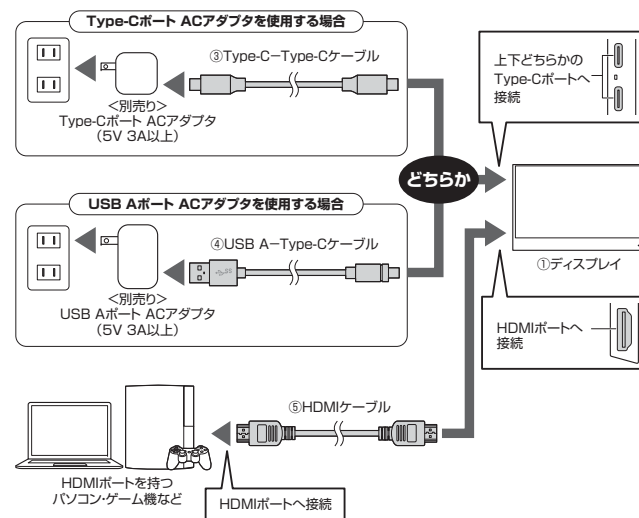 Type-Cポート ACアダプタを使用する場合
③Type-C－Type-Cケーブル
<別売り>
Type-Cポート ACアダプタ
（5V 3A以上）
上下どちらかの
Type-Cポートへ
接続
どちらか
USB Aポート ACアダプタを使用する場合
④USB A－Type-Cケーブル
<別売り>
USB Aポート ACアダプタ
（5V 3A以上）
①ディスプレイ
HDMIポートへ
接続
⑤HDMIケーブル
HDMIポートを持つ
パソコン・ゲーム機など
HDMIポートへ接続